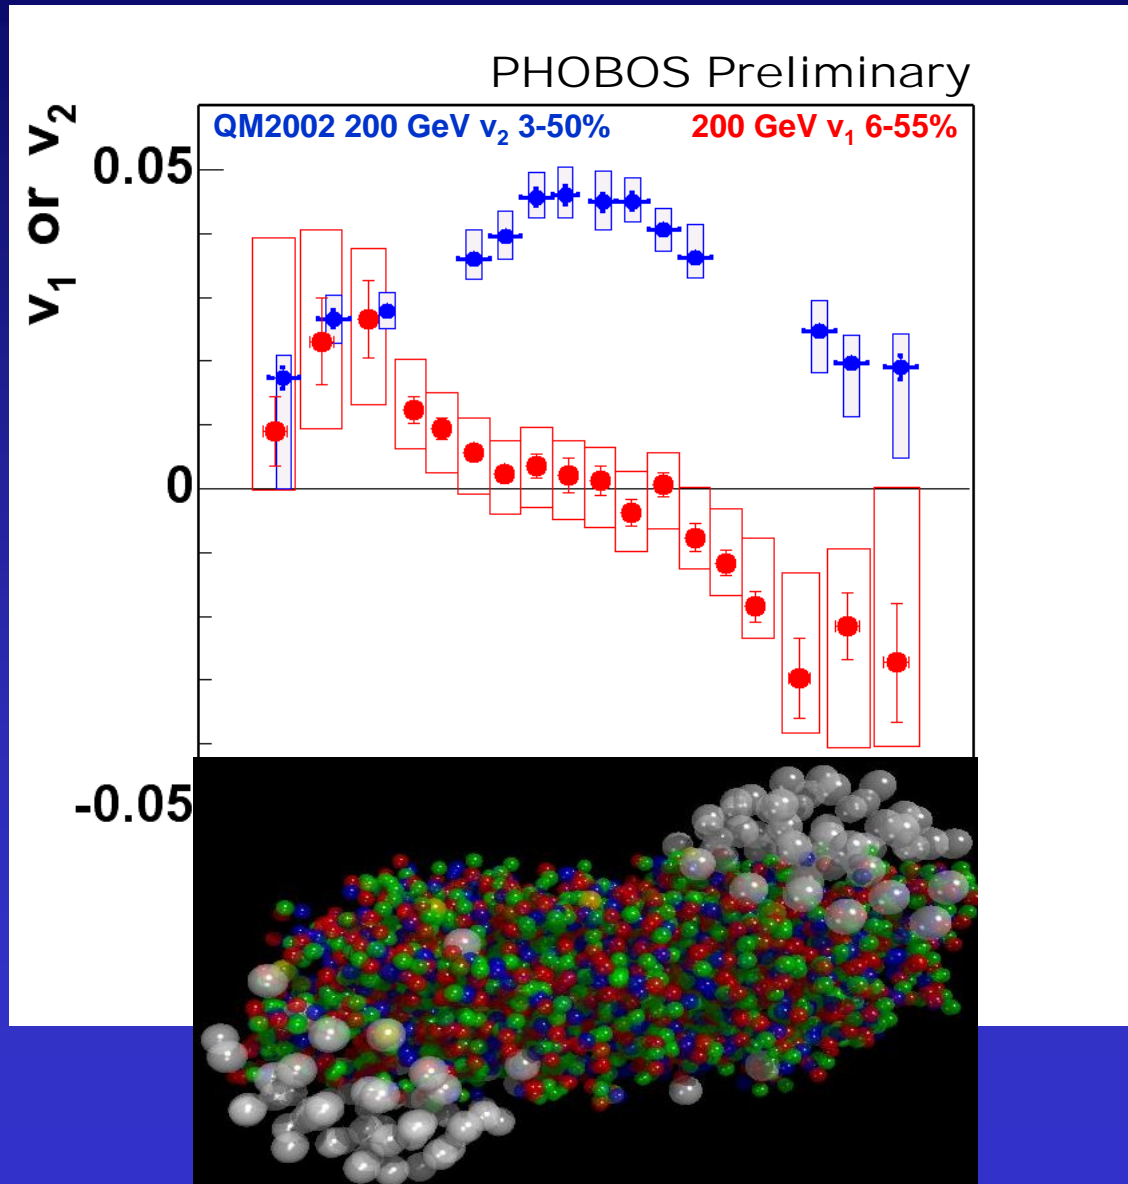 PHOBOS Preliminary
QM2002 200 GeV v₂ 3-50%
200 GeV v₁ 6-55%
v₁ or v₂
0.05
0
-0.05